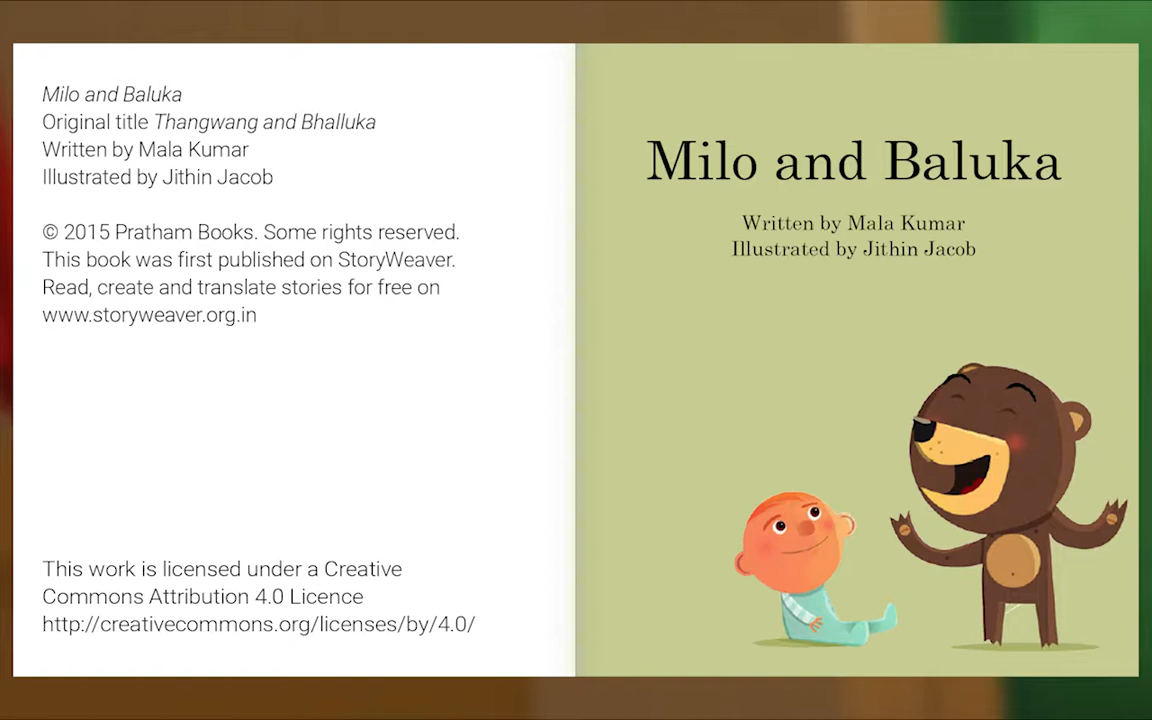 Milo and Baluka
Original title Thangwang and Bhalluka
Written by Mala Kumar
Illustrated by Jithin Jacob
© 2015 Pratham Books. Some rights reserved.
This book was first published on StoryWeaver.
Read, create and translate stories for free on
www.storyweaver.org.in
This work is licensed under a Creative
Commons Attribution 4.0 Licence
http://creativecommons.org/licenses/by/4.0/
Milo and Baluka
Written by Mala Kumar
Illustrated by Jithin Jacob